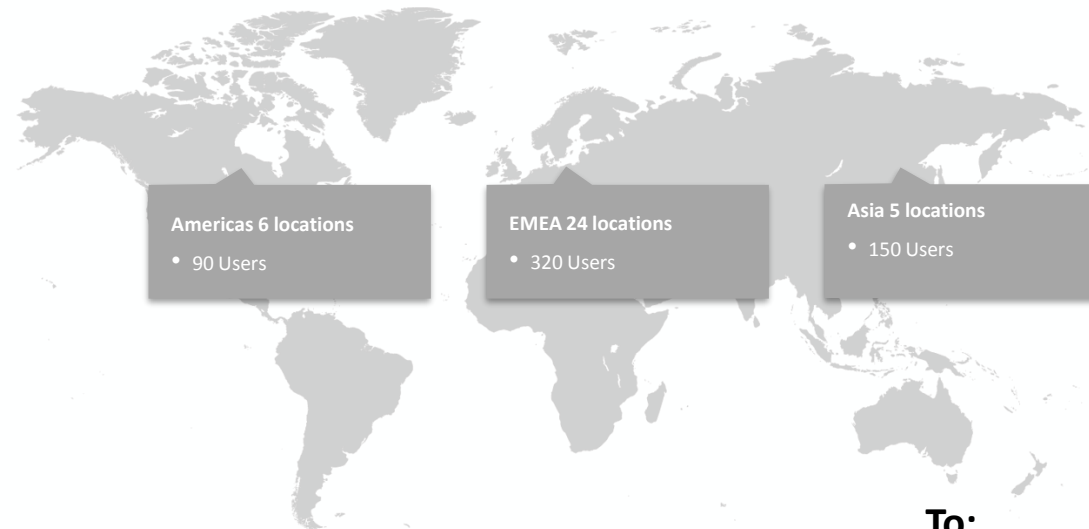 Americas 6 locations
• 90 Users
EMEA 24 locations
• 320 Users
Asia 5 locations
• 150 Users
To: